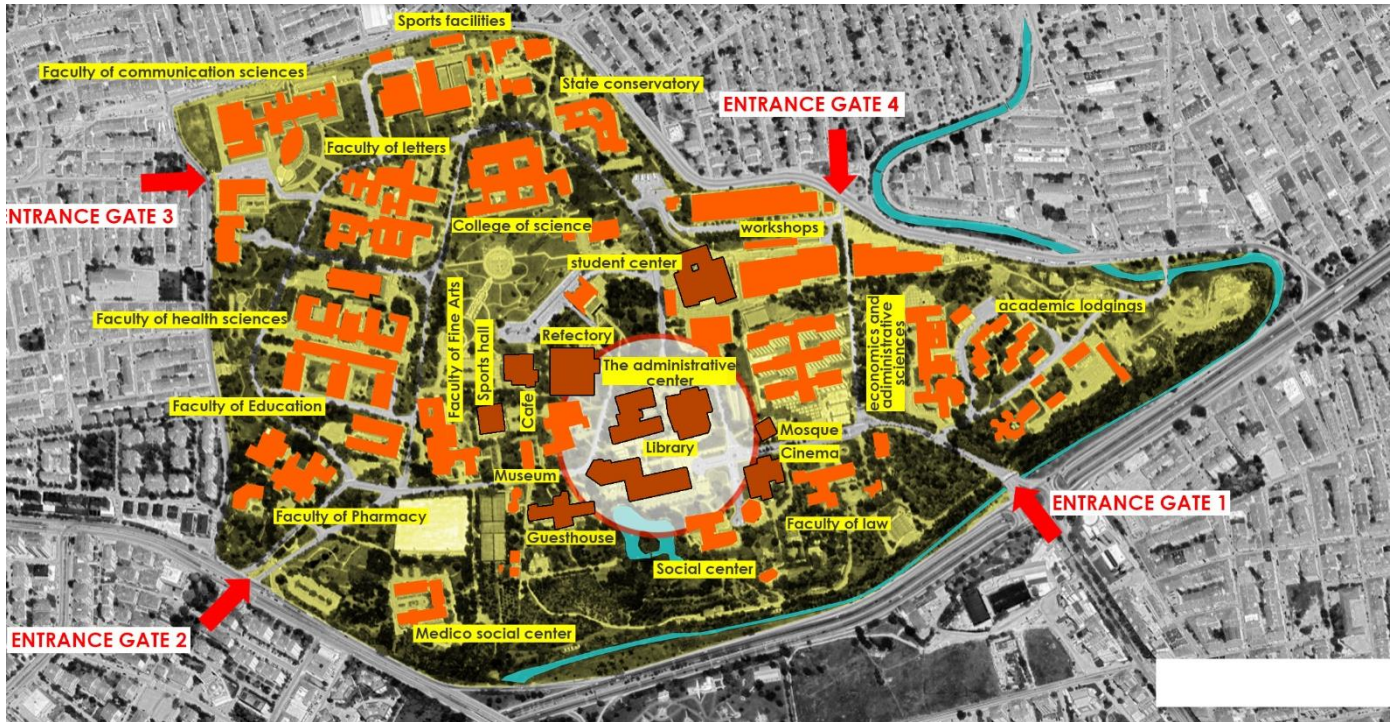 Sports facilities
Faculty of communication sciences
State conservatory
ENTRANCE GATE 4
Faculty of letters
NTRANCE GATE 3
College of science
workshops
student center
Faculty of health sciences
Faculty of Fine Arts
Sports hall
Refectory
Cafe
The administrative
center
economics and
adiministrative
sciences
academic lodgings
Faculty of Education
Mosque
Library
Cinema
Museum
Faculty of Pharmacy
Guesthouse
Faculty of law
ENTRANCE GATE 1
Social center
Medico social center
ENTRANCE GATE 2